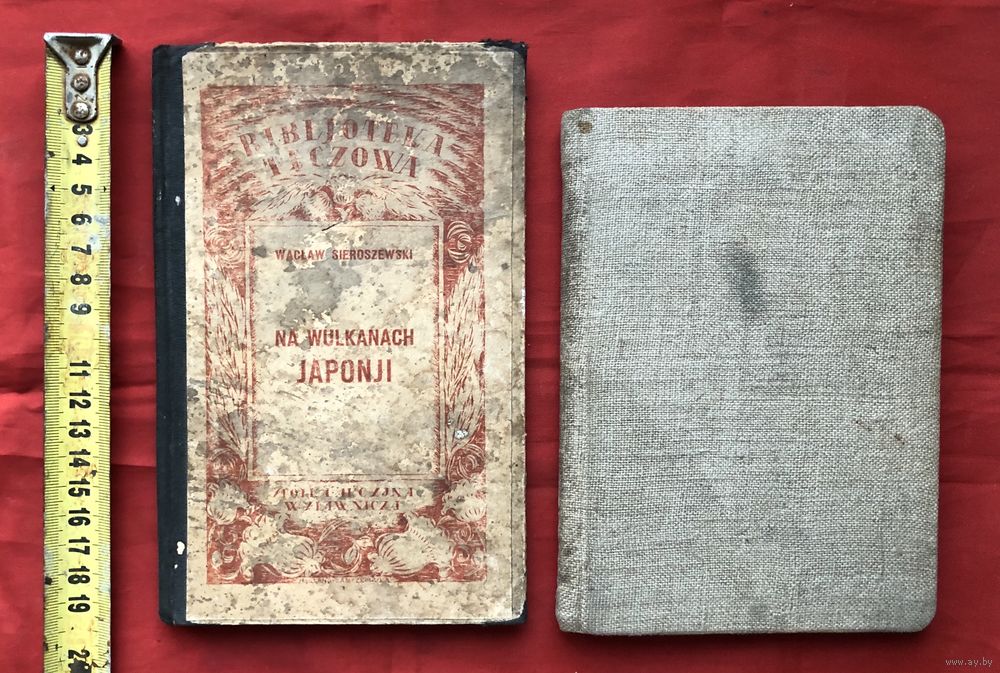 BIBLJOTEKA
TĘCZOWA
WACŁAW SIEROSZEWSKI
NA WULKANACH
JAPONJI
3
4
5
6
7
8
9
11
12
13
14
15
16
17
18
19
www.ay.by